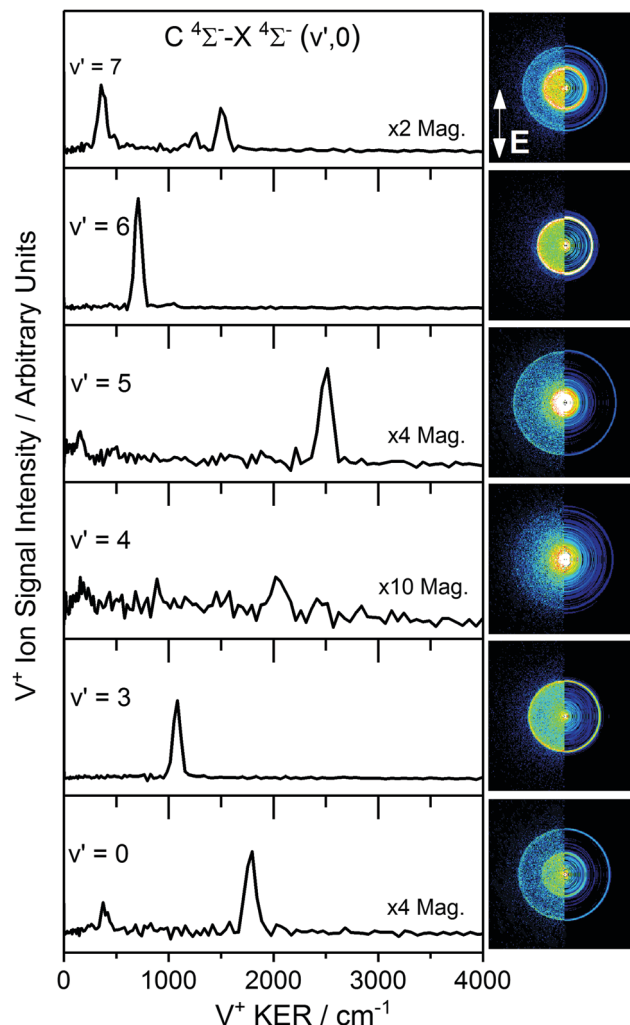 C ⁴Σ⁻-X ⁴Σ⁻ (v',0)
v' = 7
x2 Mag.
E
v' = 6
v' = 5
x4 Mag.
v' = 4
x10 Mag.
v' = 3
v' = 0
x4 Mag.
0 1000 2000 3000 4000
V⁺ KER / cm⁻¹
V⁺ Ion Signal Intensity / Arbitrary Units